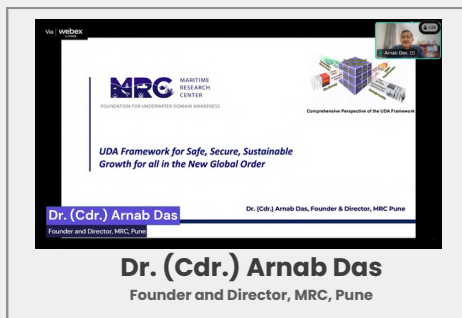 Via webex
Arnab Das
MRC
MARITIME
RESEARCH
CENTER
FOUNDATION FOR UNDERWATER DOMAIN AWARENESS
Comprehensive Perspective of the UDA Framework
UDA Framework for Safe, Secure, Sustainable
Growth for all in the New Global Order
Dr. (Cdr.) Arnab Das, Founder & Director, MRC Pune
Dr. (Cdr.) Arnab Das
Founder and Director, MRC, Pune
Dr. (Cdr.) Arnab Das
Founder and Director, MRC, Pune